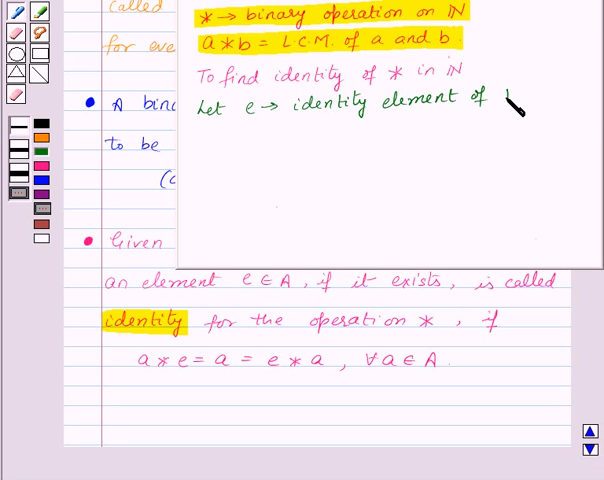 called
for eve
* → binary operation on ℕ
a * b = L.C.M. of a and b.
To find identity of * in ℕ
Let e → identity element of
• A bina
to be
(a
• Given
an element e ∈ A, if it exists, is called
identity for the operation *, if
a * e = a = e * a, ∀ a ∈ A.